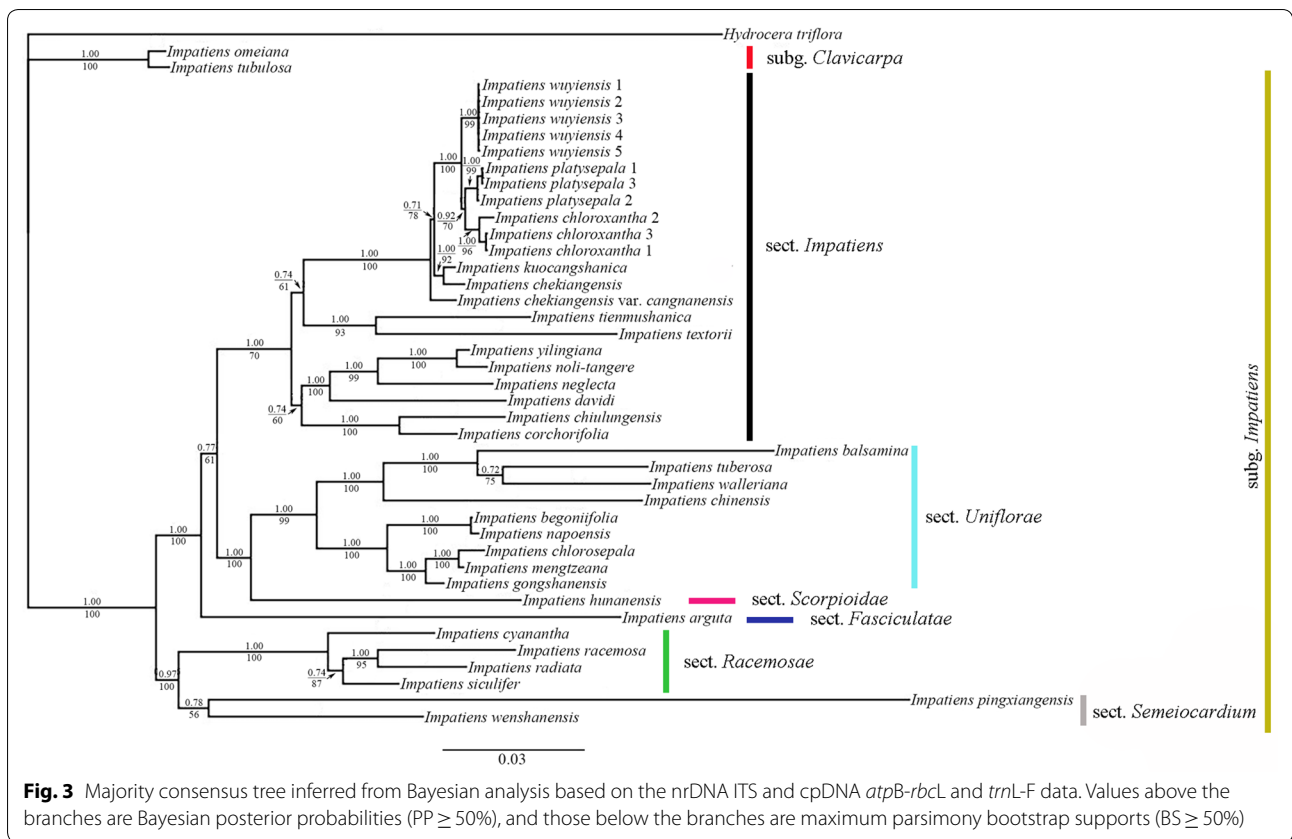 Hydrocera triflora
1.00
100
Impatiens omeiana
Impatiens tubulosa
subg. Clavicarpa
Impatiens wuyiensis 1
Impatiens wuyiensis 2
1.00
99
Impatiens wuyiensis 3
Impatiens wuyiensis 4
Impatiens wuyiensis 5
1.00
100
1.00
99
Impatiens platysepala 1
Impatiens platysepala 3
Impatiens platysepala 2
0.71
78
0.92
70
Impatiens chloroxantha 2
Impatiens chloroxantha 3
1.00
96
Impatiens chloroxantha 1
sect. Impatiens
1.00
92
1.00
100
Impatiens kuocangshanica
Impatiens chekiangensis
0.74
61
Impatiens chekiangensis var. cangnanensis
Impatiens tienmushanica
1.00
93
Impatiens textorii
1.00
70
Impatiens yilingiana
1.00
100
Impatiens noli-tangere
1.00
99
Impatiens neglecta
1.00
100
Impatiens davidi
0.74
60
Impatiens chiulungensis
1.00
100
Impatiens corchorifolia
subg. Impatiens
0.77
61
Impatiens balsamina
1.00
100
Impatiens tuberosa
0.72
75
Impatiens walleriana
1.00
100
Impatiens chinensis
1.00
99
sect. Uniflorae
Impatiens begoniifolia
1.00
100
Impatiens napoensis
1.00
100
Impatiens chlorosepala
1.00
100
Impatiens mengtzeana
1.00
100
Impatiens gongshanensis
1.00
100
1.00
100
Impatiens hunanensis
sect. Scorpioidae
1.00
100
Impatiens arguta
sect. Fasciculatae
Impatiens cyanantha
1.00
100
Impatiens racemosa
1.00
95
Impatiens radiata
sect. Racemosae
0.74
87
Impatiens siculifer
0.97
100
Impatiens pingxiangensis
0.78
56
Impatiens wenshanensis
sect. Semeiocardium
0.03
Fig. 3 Majority consensus tree inferred from Bayesian analysis based on the nrDNA ITS and cpDNA atpB-rbcL and trnL-F data. Values above the
branches are Bayesian posterior probabilities (PP ≥ 50%), and those below the branches are maximum parsimony bootstrap supports (BS ≥ 50%)